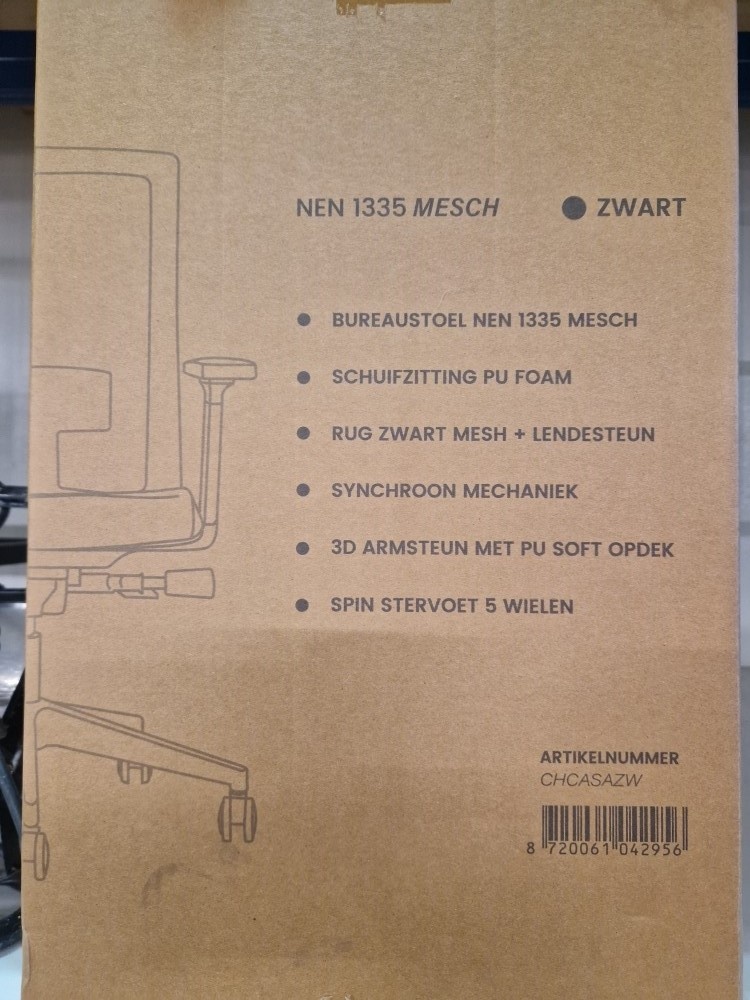 NEN 1335 MESCH ● ZWART
● BUREAUSTOEL NEN 1335 MESCH
● SCHUIFZITTING PU FOAM
● RUG ZWART MESH + LENDESTEUN
● SYNCHROON MECHANIEK
● 3D ARMSTEUN MET PU SOFT OPDEK
● SPIN STERVOET 5 WIELEN
ARTIKELNUMMER
CHCASAZW
8 720061 042956